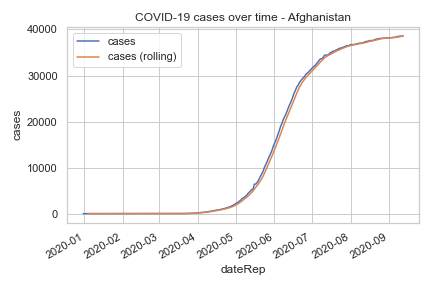 COVID-19 cases over time - Afghanistan
cases
cases (rolling)
40000
30000
20000
10000
0
cases
2020-01
2020-02
2020-03
2020-04
2020-05
2020-06
2020-07
2020-08
2020-09
dateRep